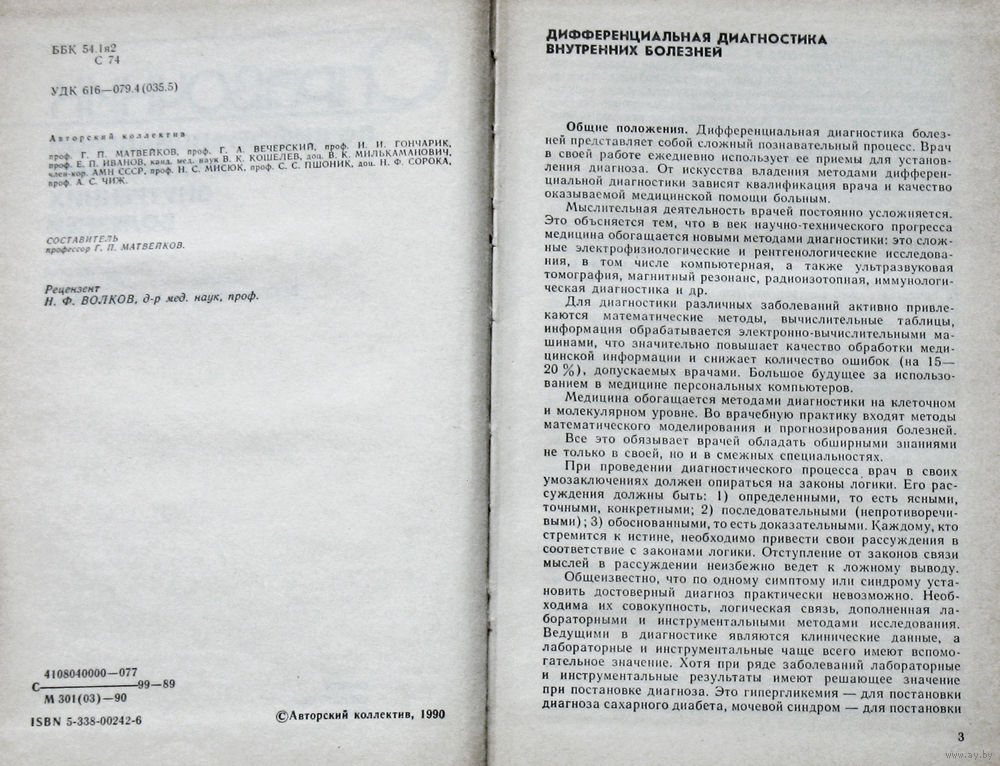 ББК 54.1я2
С 74
УДК 616—079.4(035.5)
Авторский коллектив
проф. Г. П. МАТВЕЙКОВ, проф. Г. А. ВЕЧЕРСКИЙ, проф. И. И. ГОНЧАРИК,
проф. Е. П. ИВАНОВ, канд. мед. наук В. К. КОШЕЛЕВ, доц. В. К. МИЛЬКАМАНОВИЧ,
член-кор. АМН СССР, проф. Н. С. МИСЮК, проф. С. С. ПШОНИК, доц. Н. Ф. СОРОКА,
проф. А. С. ЧИЖ.
СОСТАВИТЕЛЬ
профессор Г. П. МАТВЕЙКОВ.
Рецензент
Н. Ф. ВОЛКОВ, д-р мед. наук, проф.
4108040000—077
С 99—89
М 301(03)—90
ISBN 5-338-00242-6
©Авторский коллектив, 1990
ДИФФЕРЕНЦИАЛЬНАЯ ДИАГНОСТИКА
ВНУТРЕННИХ БОЛЕЗНЕЙ
Общие положения. Дифференциальная диагностика болез-
ней представляет собой сложный познавательный процесс. Врач
в своей работе ежедневно использует ее приемы для установ-
ления диагноза. От искусства владения методами дифферен-
циальной диагностики зависят квалификация врача и качество
оказываемой медицинской помощи больным.
Мыслительная деятельность врачей постоянно усложняется.
Это объясняется тем, что в век научно-технического прогресса
медицина обогащается новыми методами диагностики: это слож-
ные электрофизиологические и рентгенологические исследова-
ния, в том числе компьютерная, а также ультразвуковая
томография, магнитный резонанс, радиоизотопная, иммунологи-
ческая диагностика и др.
Для диагностики различных заболеваний активно привле-
каются математические методы, вычислительные таблицы,
информация обрабатывается электронно-вычислительными ма-
шинами, что значительно повышает качество обработки меди-
цинской информации и снижает количество ошибок (на 15—
20 %), допускаемых врачами. Большое будущее за использо-
ванием в медицине персональных компьютеров.
Медицина обогащается методами диагностики на клеточном
и молекулярном уровне. Во врачебную практику входят методы
математического моделирования и прогнозирования болезней.
Все это обязывает врачей обладать обширными знаниями
не только в своей, но и в смежных специальностях.
При проведении диагностического процесса врач в своих
умозаключениях должен опираться на законы логики. Его рас-
суждения должны быть: 1) определенными, то есть ясными,
точными, конкретными; 2) последовательными (непротиворечи-
выми); 3) обоснованными, то есть доказательными. Каждому, кто
стремится к истине, необходимо привести свои рассуждения в
соответствие с законами логики. Отступление от законов связи
мыслей в рассуждении неизбежно ведет к ложному выводу.
Общеизвестно, что по одному симптому или синдрому уста-
новить достоверный диагноз практически невозможно. Необ-
ходима их совокупность, логическая связь, дополненная ла-
бораторными и инструментальными методами исследования.
Ведущими в диагностике являются клинические данные, а
лабораторные и инструментальные чаще всего имеют вспомо-
гательное значение. Хотя при ряде заболеваний лабораторные
и инструментальные результаты имеют решающее значение
при постановке диагноза. Это гипергликемия — для постановки
диагноза сахарного диабета, мочевой синдром — для постановки
3
www.ay.by